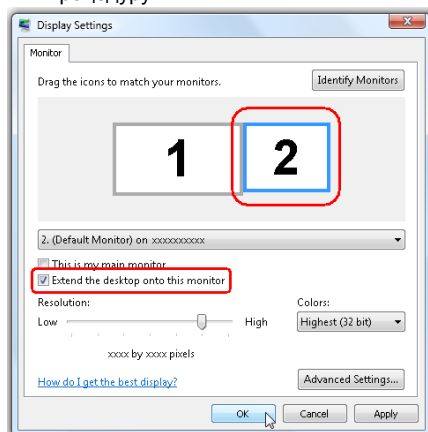 процедуру
Display Settings
Monitor
Drag the icons to match your monitors.
Identify Monitors
1 2
2. (Default Monitor) on xxxxxxxxxx
This is my main monitor
Extend the desktop onto this monitor
Resolution:
Colors:
Low High
Highest (32 bit)
xxxx by xxxx pixels
How do I get the best display?
Advanced Settings...
OK Cancel Apply